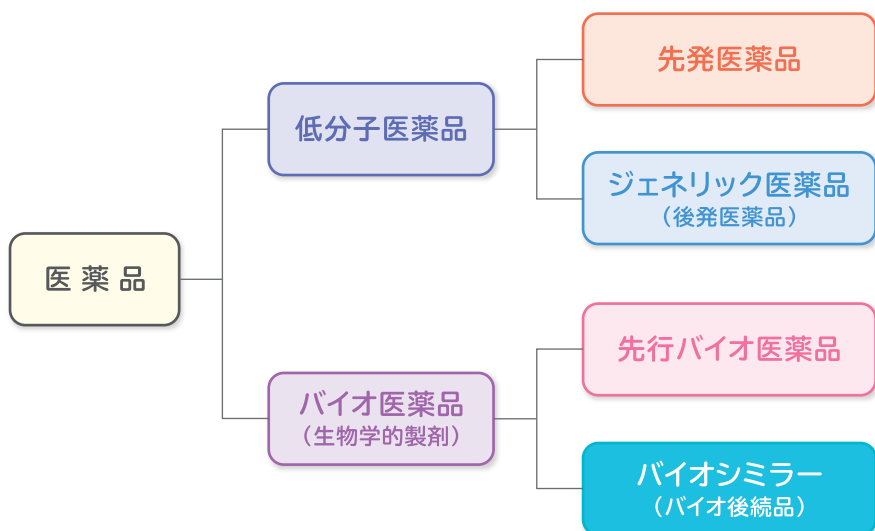 医薬品
低分子医薬品
先発医薬品
ジェネリック医薬品
（後発医薬品）
バイオ医薬品
（生物学的製剤）
先行バイオ医薬品
バイオシミラー
（バイオ後続品）